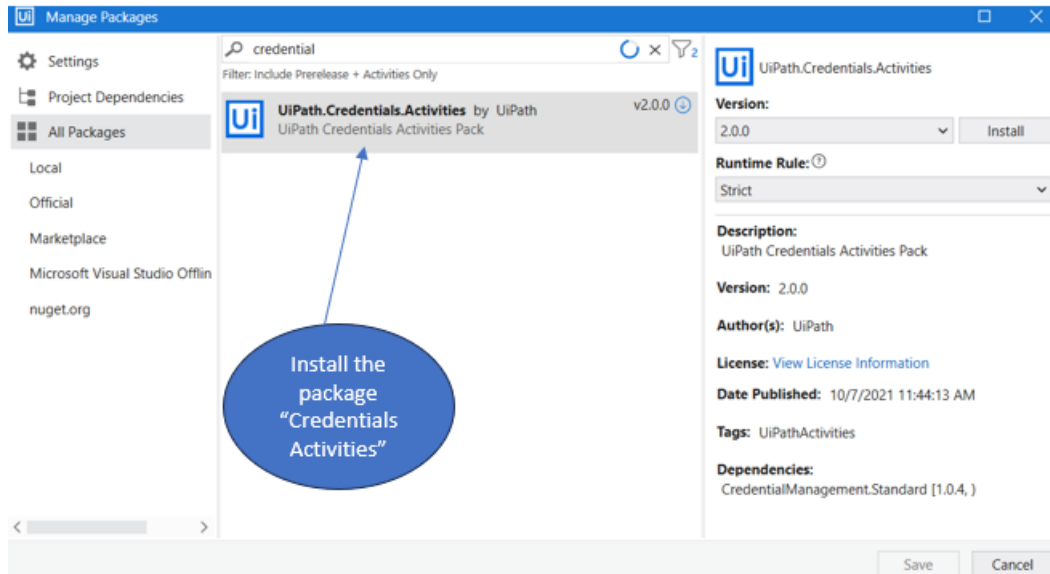 Ui Manage Packages
Settings
Project Dependencies
All Packages
Local
Official
Marketplace
Microsoft Visual Studio Offlin
nuget.org
credential
2
Filter: Include Prerelease + Activities Only
Ui
UiPath.Credentials.Activities by UiPath v2.0.0
UiPath Credentials Activities Pack
Install the
package
“Credentials
Activities”
Ui UiPath.Credentials.Activities
Version:
2.0.0 Install
Runtime Rule: ?
Strict
Description:
UiPath Credentials Activities Pack
Version: 2.0.0
Author(s): UiPath
License: View License Information
Date Published: 10/7/2021 11:44:13 AM
Tags: UiPathActivities
Dependencies:
CredentialManagement.Standard [1.0.4, )
Save Cancel